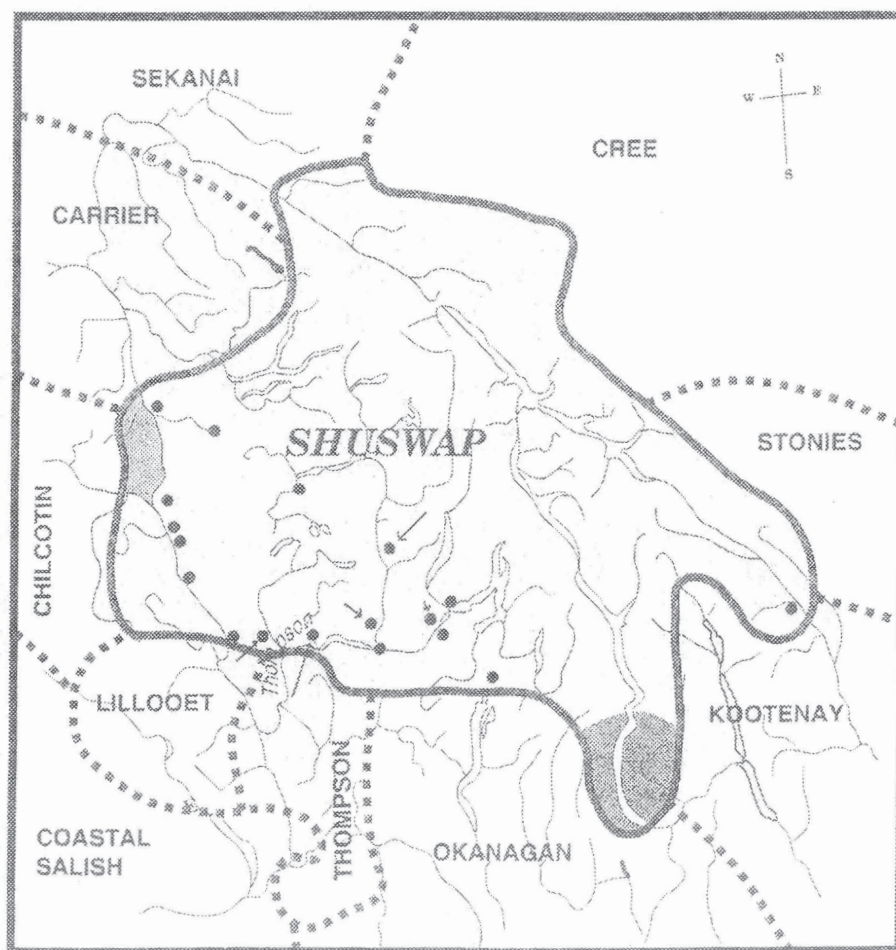 SEKANAI
N
W E
S
CREE
CARRIER
SHUSWAP
STONIES
CHILCOTIN
Thompson
LILLOOET
KOOTENAY
THOMPSON
COASTAL
SALISH
OKANAGAN